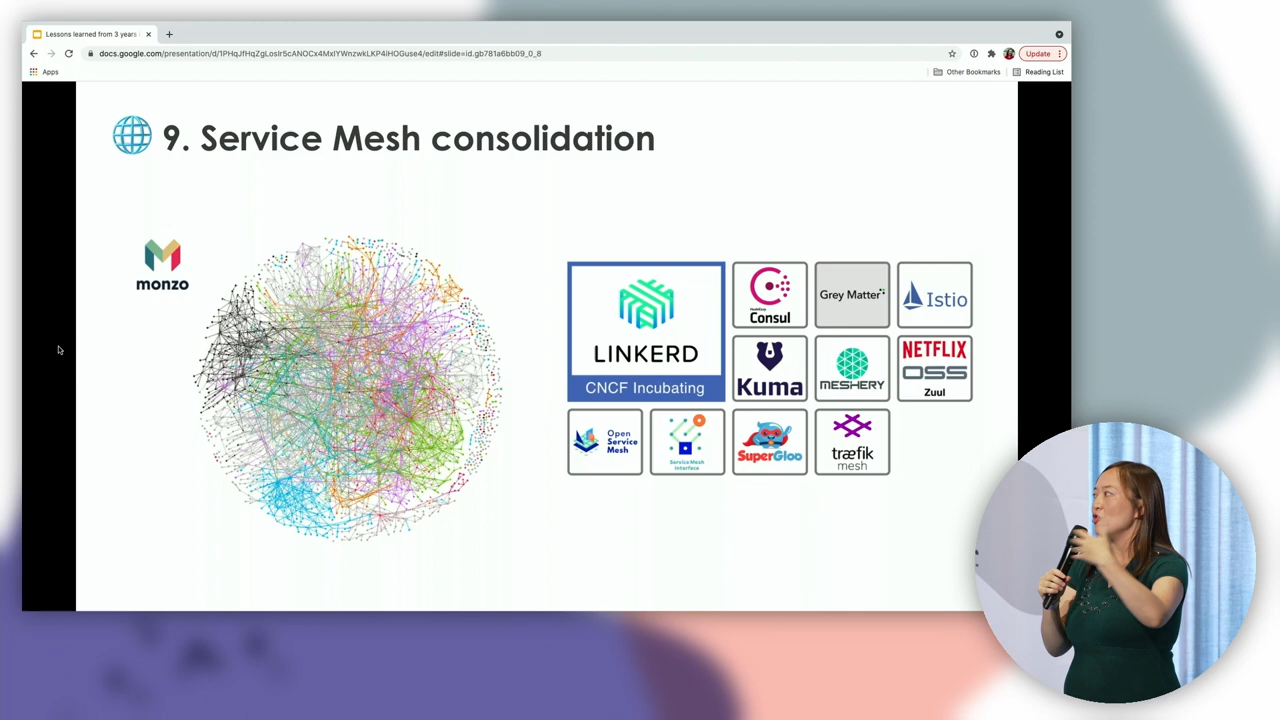 Lessons learned from 3 years
docs.google.com/presentation/d/1PHqJfHqZgLosIr5cANOCx4MxIYWnzwkLKP4iHOGuse4/edit#slide=id.gb781a6bb09_0_8
Update
Apps
Other Bookmarks
Reading List
9. Service Mesh consolidation
monzo
LINKERD
CNCF Incubating
HashiCorp
Consul
Grey Matter
Istio
Kuma
MESHERY
NETFLIX
OSS
Zuul
Open
Service
Mesh
Service Mesh
Interface
SuperGloo
træfik
mesh